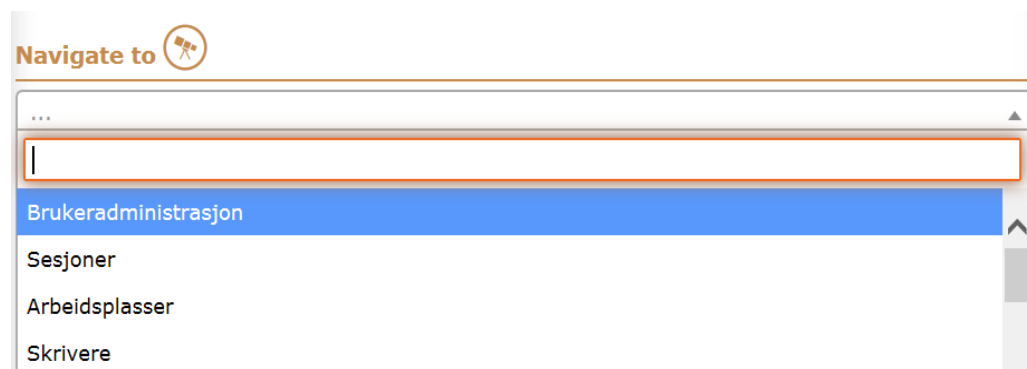 Navigate to
...
Brukeradministrasjon
Sesjoner
Arbeidsplasser
Skrivere